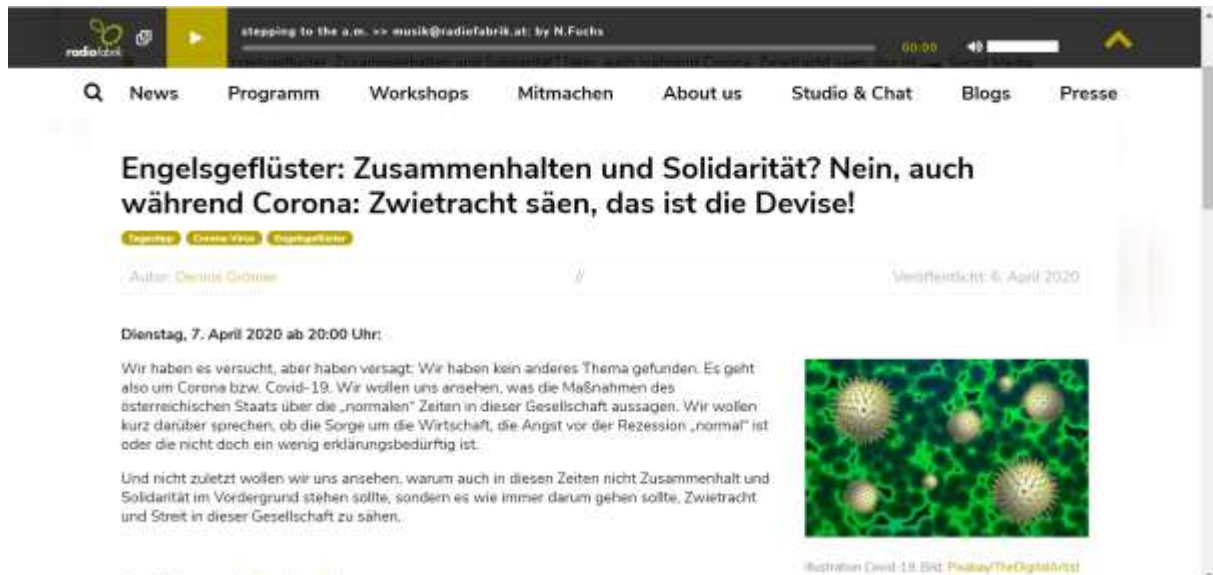 radiofabrik
stepping to the a.m. >> musik@radiofabrik.at: by N.Fuchs
00:00
News Programm Workshops Mitmachen About us Studio & Chat Blogs Presse
Engelsgeflüster: Zusammenhalten und Solidarität? Nein, auch
während Corona: Zwietracht säen, das ist die Devise!
Tagestipp Corona Virus Engelsgeflüster
Autor: Dennis // Veröffentlicht: 6. April 2020
Dienstag, 7. April 2020 ab 20:00 Uhr:
Wir haben es versucht, aber haben versagt: Wir haben kein anderes Thema gefunden. Es geht
also um Corona bzw. Covid-19. Wir wollen uns ansehen, was die Maßnahmen des
österreichischen Staats über die „normalen" Zeiten in dieser Gesellschaft aussagen. Wir wollen
kurz darüber sprechen, ob die Sorge um die Wirtschaft, die Angst vor der Rezession „normal" ist
oder die nicht doch ein wenig erklärungsbedürftig ist.
Und nicht zuletzt wollen wir uns ansehen, warum auch in diesen Zeiten nicht Zusammenhalt und
Solidarität im Vordergrund stehen sollte, sondern es wie immer darum gehen sollte, Zwietracht
und Streit in dieser Gesellschaft zu sähen.
Illustration Covid-19. Bild: Pixabay/TheDigitalArtist